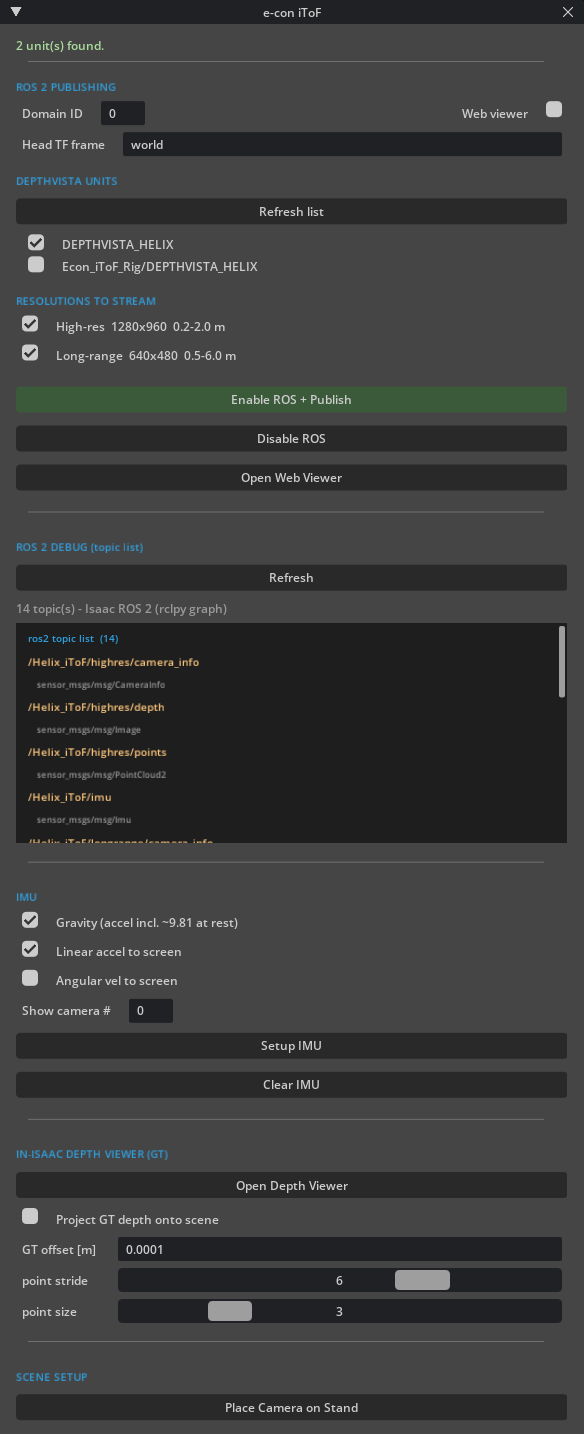 e-con iToF
2 unit(s) found.
ROS 2 PUBLISHING
Domain ID 0 Web viewer
Head TF frame world
DEPTHVISTA UNITS
Refresh list
DEPTHVISTA_HELIX
Econ_iToF_Rig/DEPTHVISTA_HELIX
RESOLUTIONS TO STREAM
High-res 1280x960 0.2-2.0 m
Long-range 640x480 0.5-6.0 m
Enable ROS + Publish
Disable ROS
Open Web Viewer
ROS 2 DEBUG (topic list)
Refresh
14 topic(s) - Isaac ROS 2 (rclpy graph)
ros2 topic list (14)
/Helix_iToF/highres/camera_info
sensor_msgs/msg/CameraInfo
/Helix_iToF/highres/depth
sensor_msgs/msg/Image
/Helix_iToF/highres/points
sensor_msgs/msg/PointCloud2
/Helix_iToF/imu
sensor_msgs/msg/Imu
/Helix_iToF/longrange/camera_info
IMU
Gravity (accel incl. ~9.81 at rest)
Linear accel to screen
Angular vel to screen
Show camera # 0
Setup IMU
Clear IMU
IN-ISAAC DEPTH VIEWER (GT)
Open Depth Viewer
Project GT depth onto scene
GT offset [m] 0.0001
point stride 6
point size 3
SCENE SETUP
Place Camera on Stand